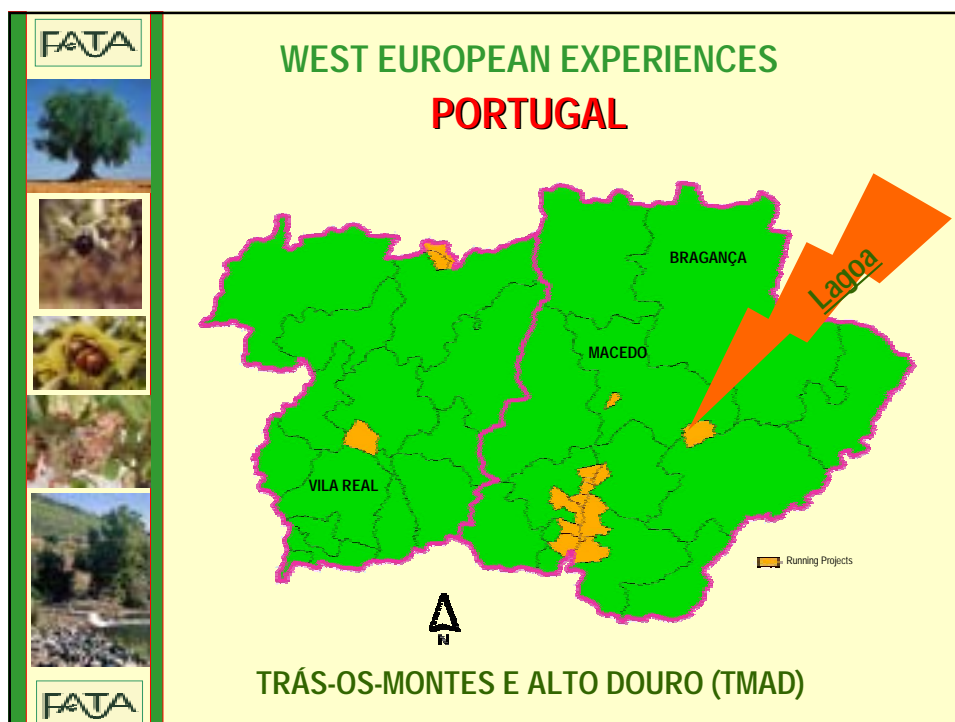 FATA
WEST EUROPEAN EXPERIENCES
PORTUGAL
BRAGANÇA
Lagoa
MACEDO
VILA REAL
Running Projects
N
TRÁS-OS-MONTES E ALTO DOURO (TMAD)
FATA